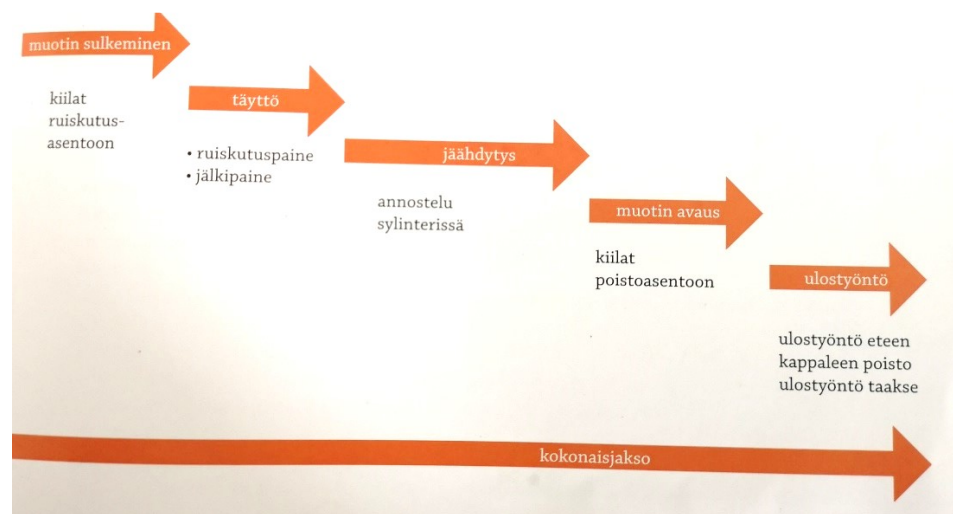 muotin sulkeminen
kiilat
ruiskutus-
asentoon
täyttö
• ruiskutuspaine
• jälkipaine
jäähdytys
annostelu
sylinterissä
muotin avaus
kiilat
poistoasentoon
ulostyöntö
ulostyöntö eteen
kappaleen poisto
ulostyöntö taakse
kokonaisjakso